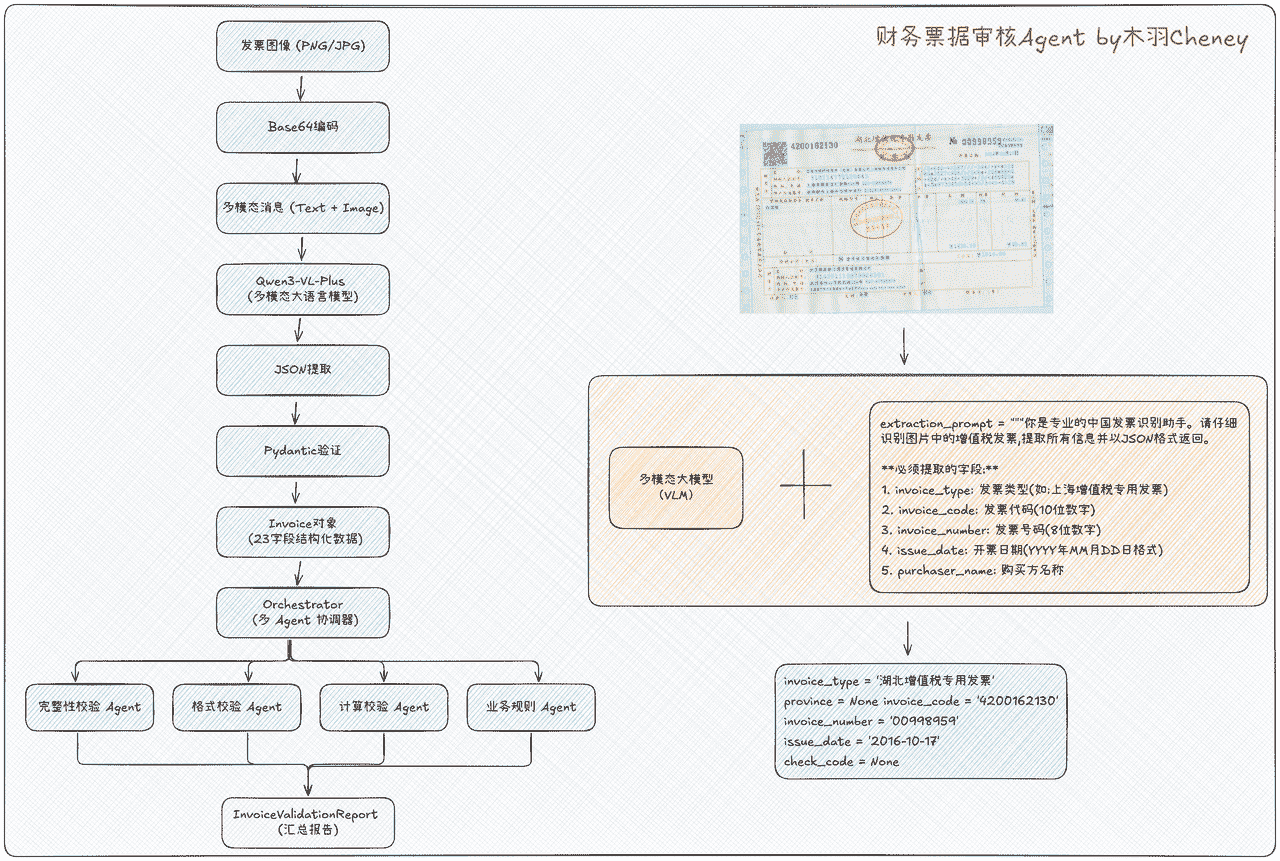 财务票据审核Agent by木羽Cheney
发票图像 (PNG/JPG)
Base64编码
多模态消息 (Text + Image)
Qwen3-VL-Plus
(多模态大语言模型)
JSON提取
Pydantic验证
Invoice对象
(23字段结构化数据)
Orchestrator
(多 Agent 协调器)
完整性校验 Agent
格式校验 Agent
计算校验 Agent
业务规则 Agent
InvoiceValidationReport
(汇总报告)
4200162130
№ 00998959
多模态大模型
(VLM)
extraction_prompt = """你是专业的中国发票识别助手。请仔细
识别图片中的增值税发票,提取所有信息并以JSON格式返回。
**必须提取的字段:**
1. invoice_type: 发票类型(如:上海增值税专用发票)
2. invoice_code: 发票代码(10位数字)
3. invoice_number: 发票号码(8位数字)
4. issue_date: 开票日期(YYYY年MM月DD日格式)
5. purchaser_name: 购买方名称
invoice_type = '湖北增值税专用发票'
province = None invoice_code = '4200162130'
invoice_number = '00998959'
issue_date = '2016-10-17'
check_code = None